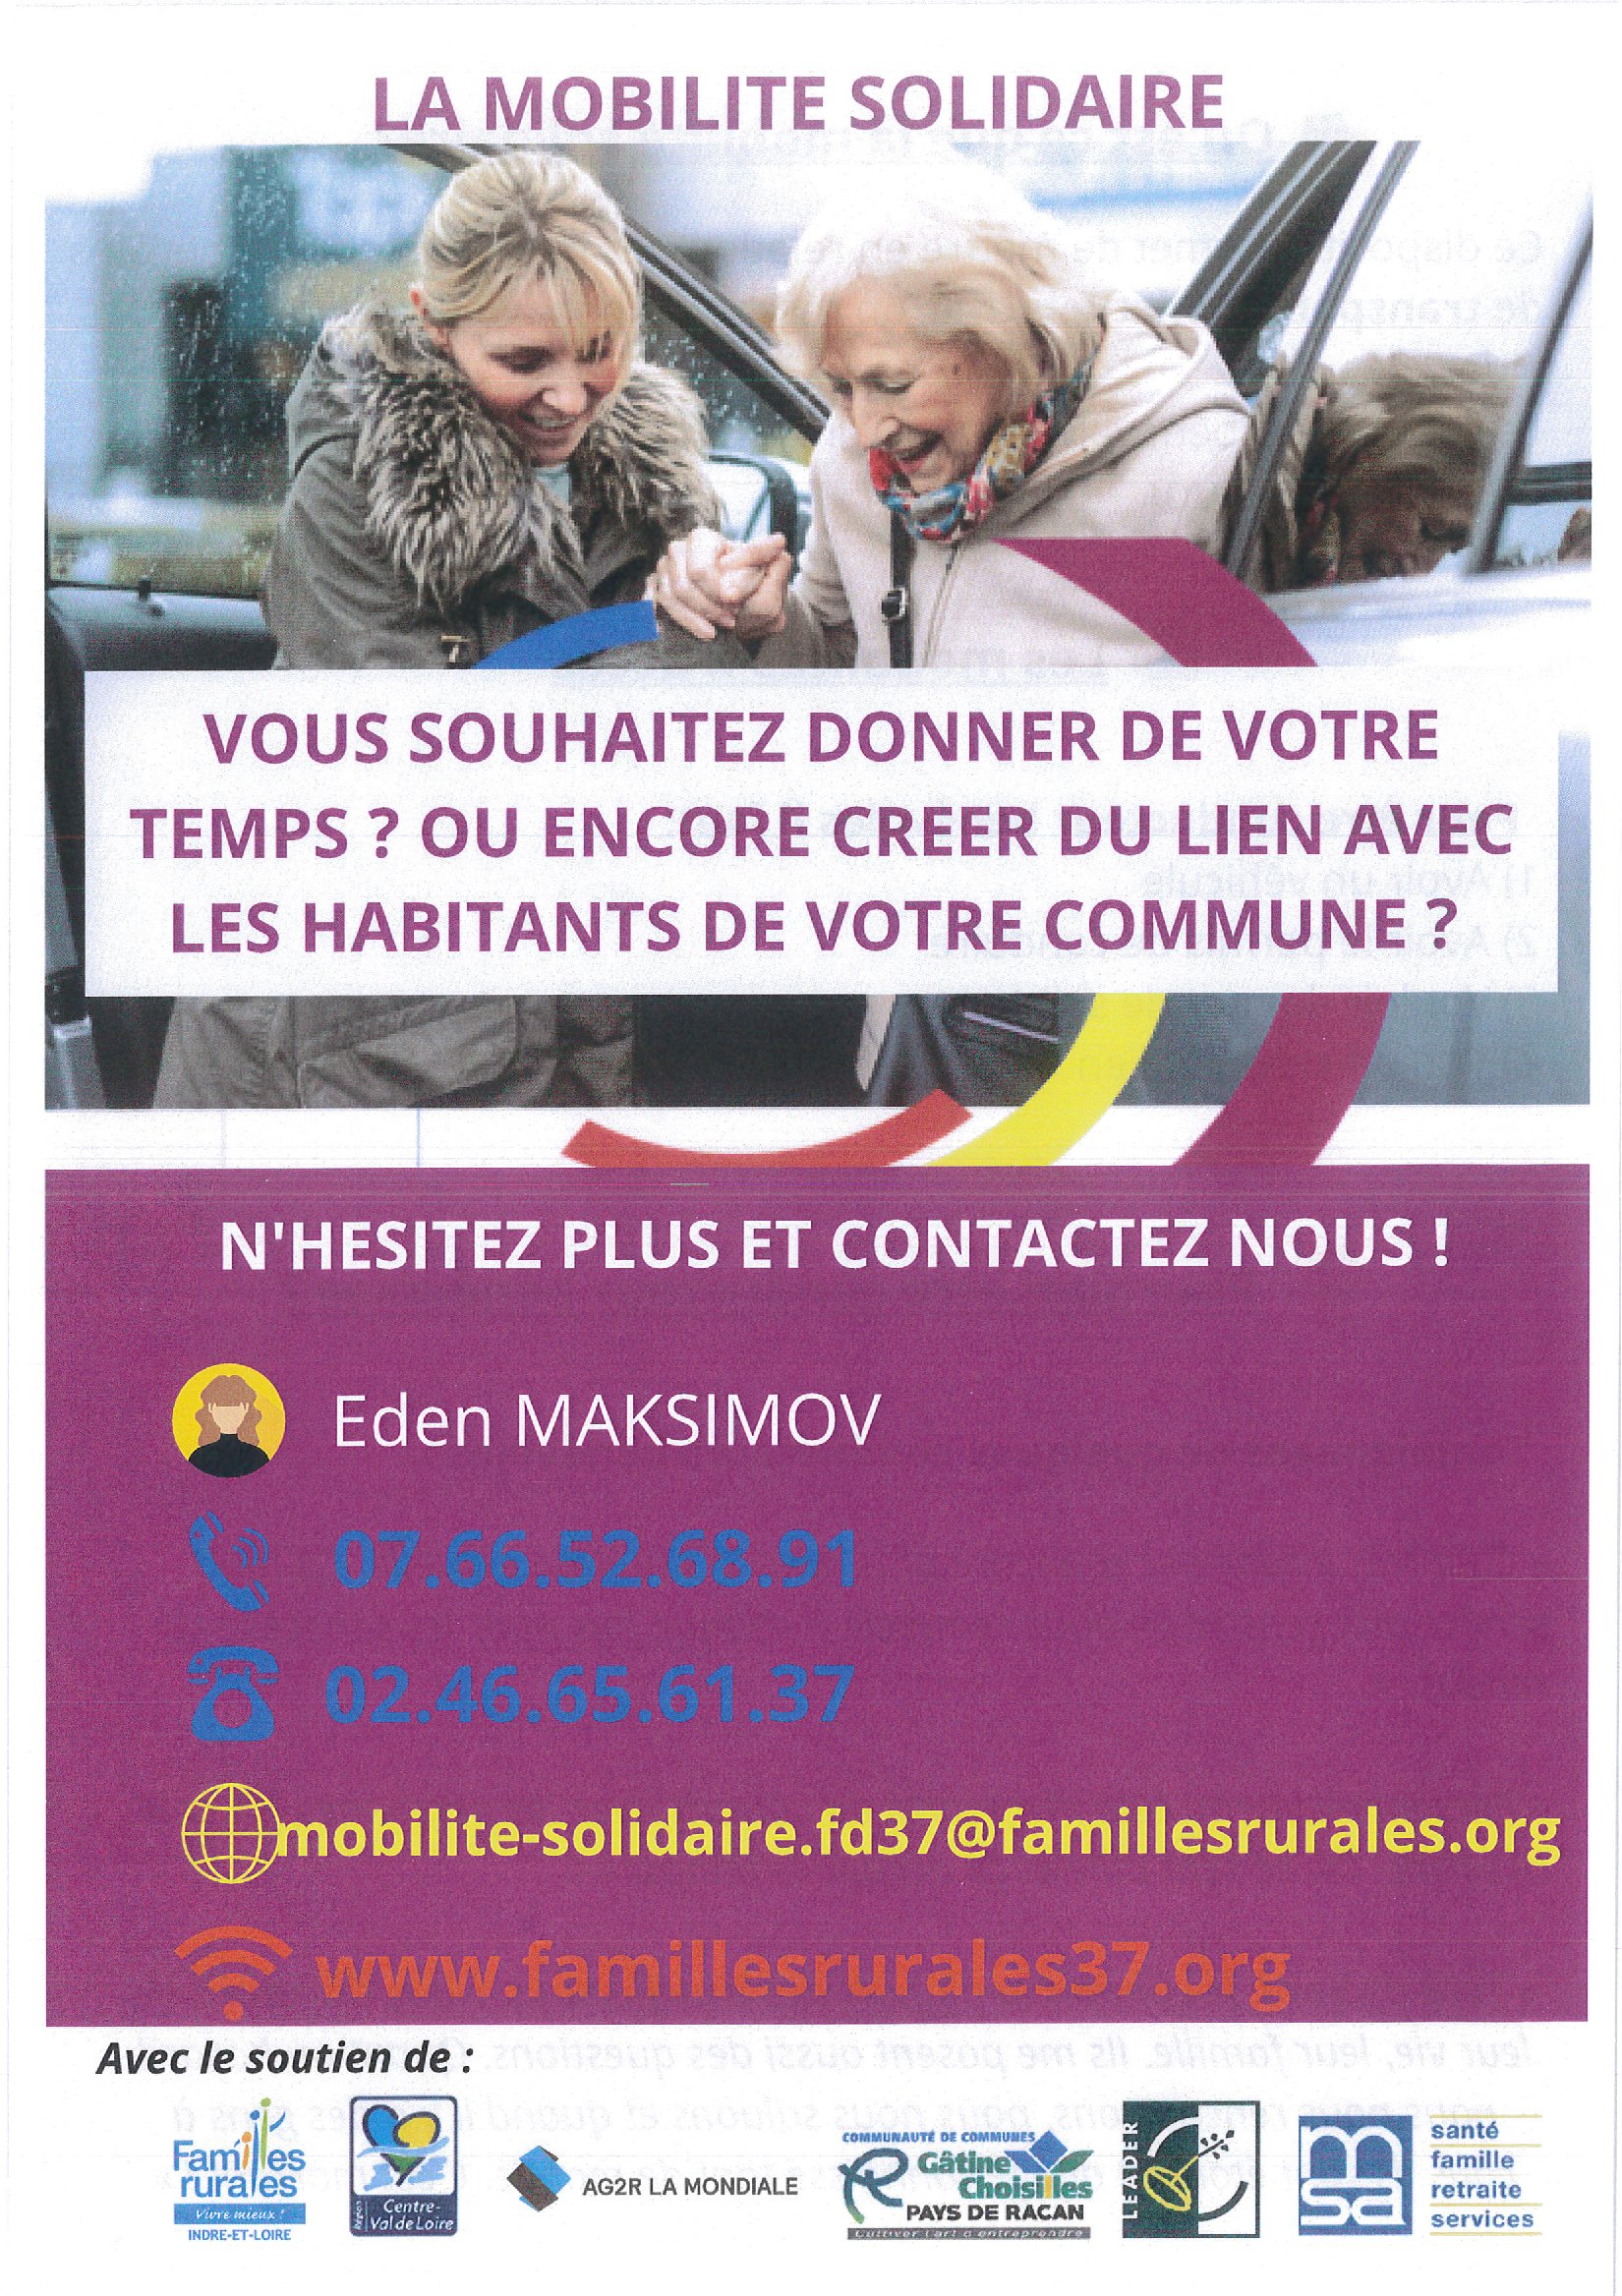 LA MOBILITE SOLIDAIRE
VOUS SOUHAITEZ DONNER DE VOTRE
TEMPS ? OU ENCORE CREER DU LIEN AVEC
LES HABITANTS DE VOTRE COMMUNE ?
N'HESITEZ PLUS ET CONTACTEZ NOUS !
Eden MAKSIMOV
07.66.52.68.91
02.46.65.61.37
mobilite-solidaire.fd37@famillesrurales.org
www.famillesrurales37.org
Avec le soutien de :
Familles
rurales
Vivre mieux !
INDRE-ET-LOIRE
Région
Centre-
Val de Loire
AG2R LA MONDIALE
COMMUNAUTÉ DE COMMUNES
Gâtine
Choisilles
PAYS DE RACAN
Cultiver l'art d'entreprendre
LEADER
msa
santé
famille
retraite
services